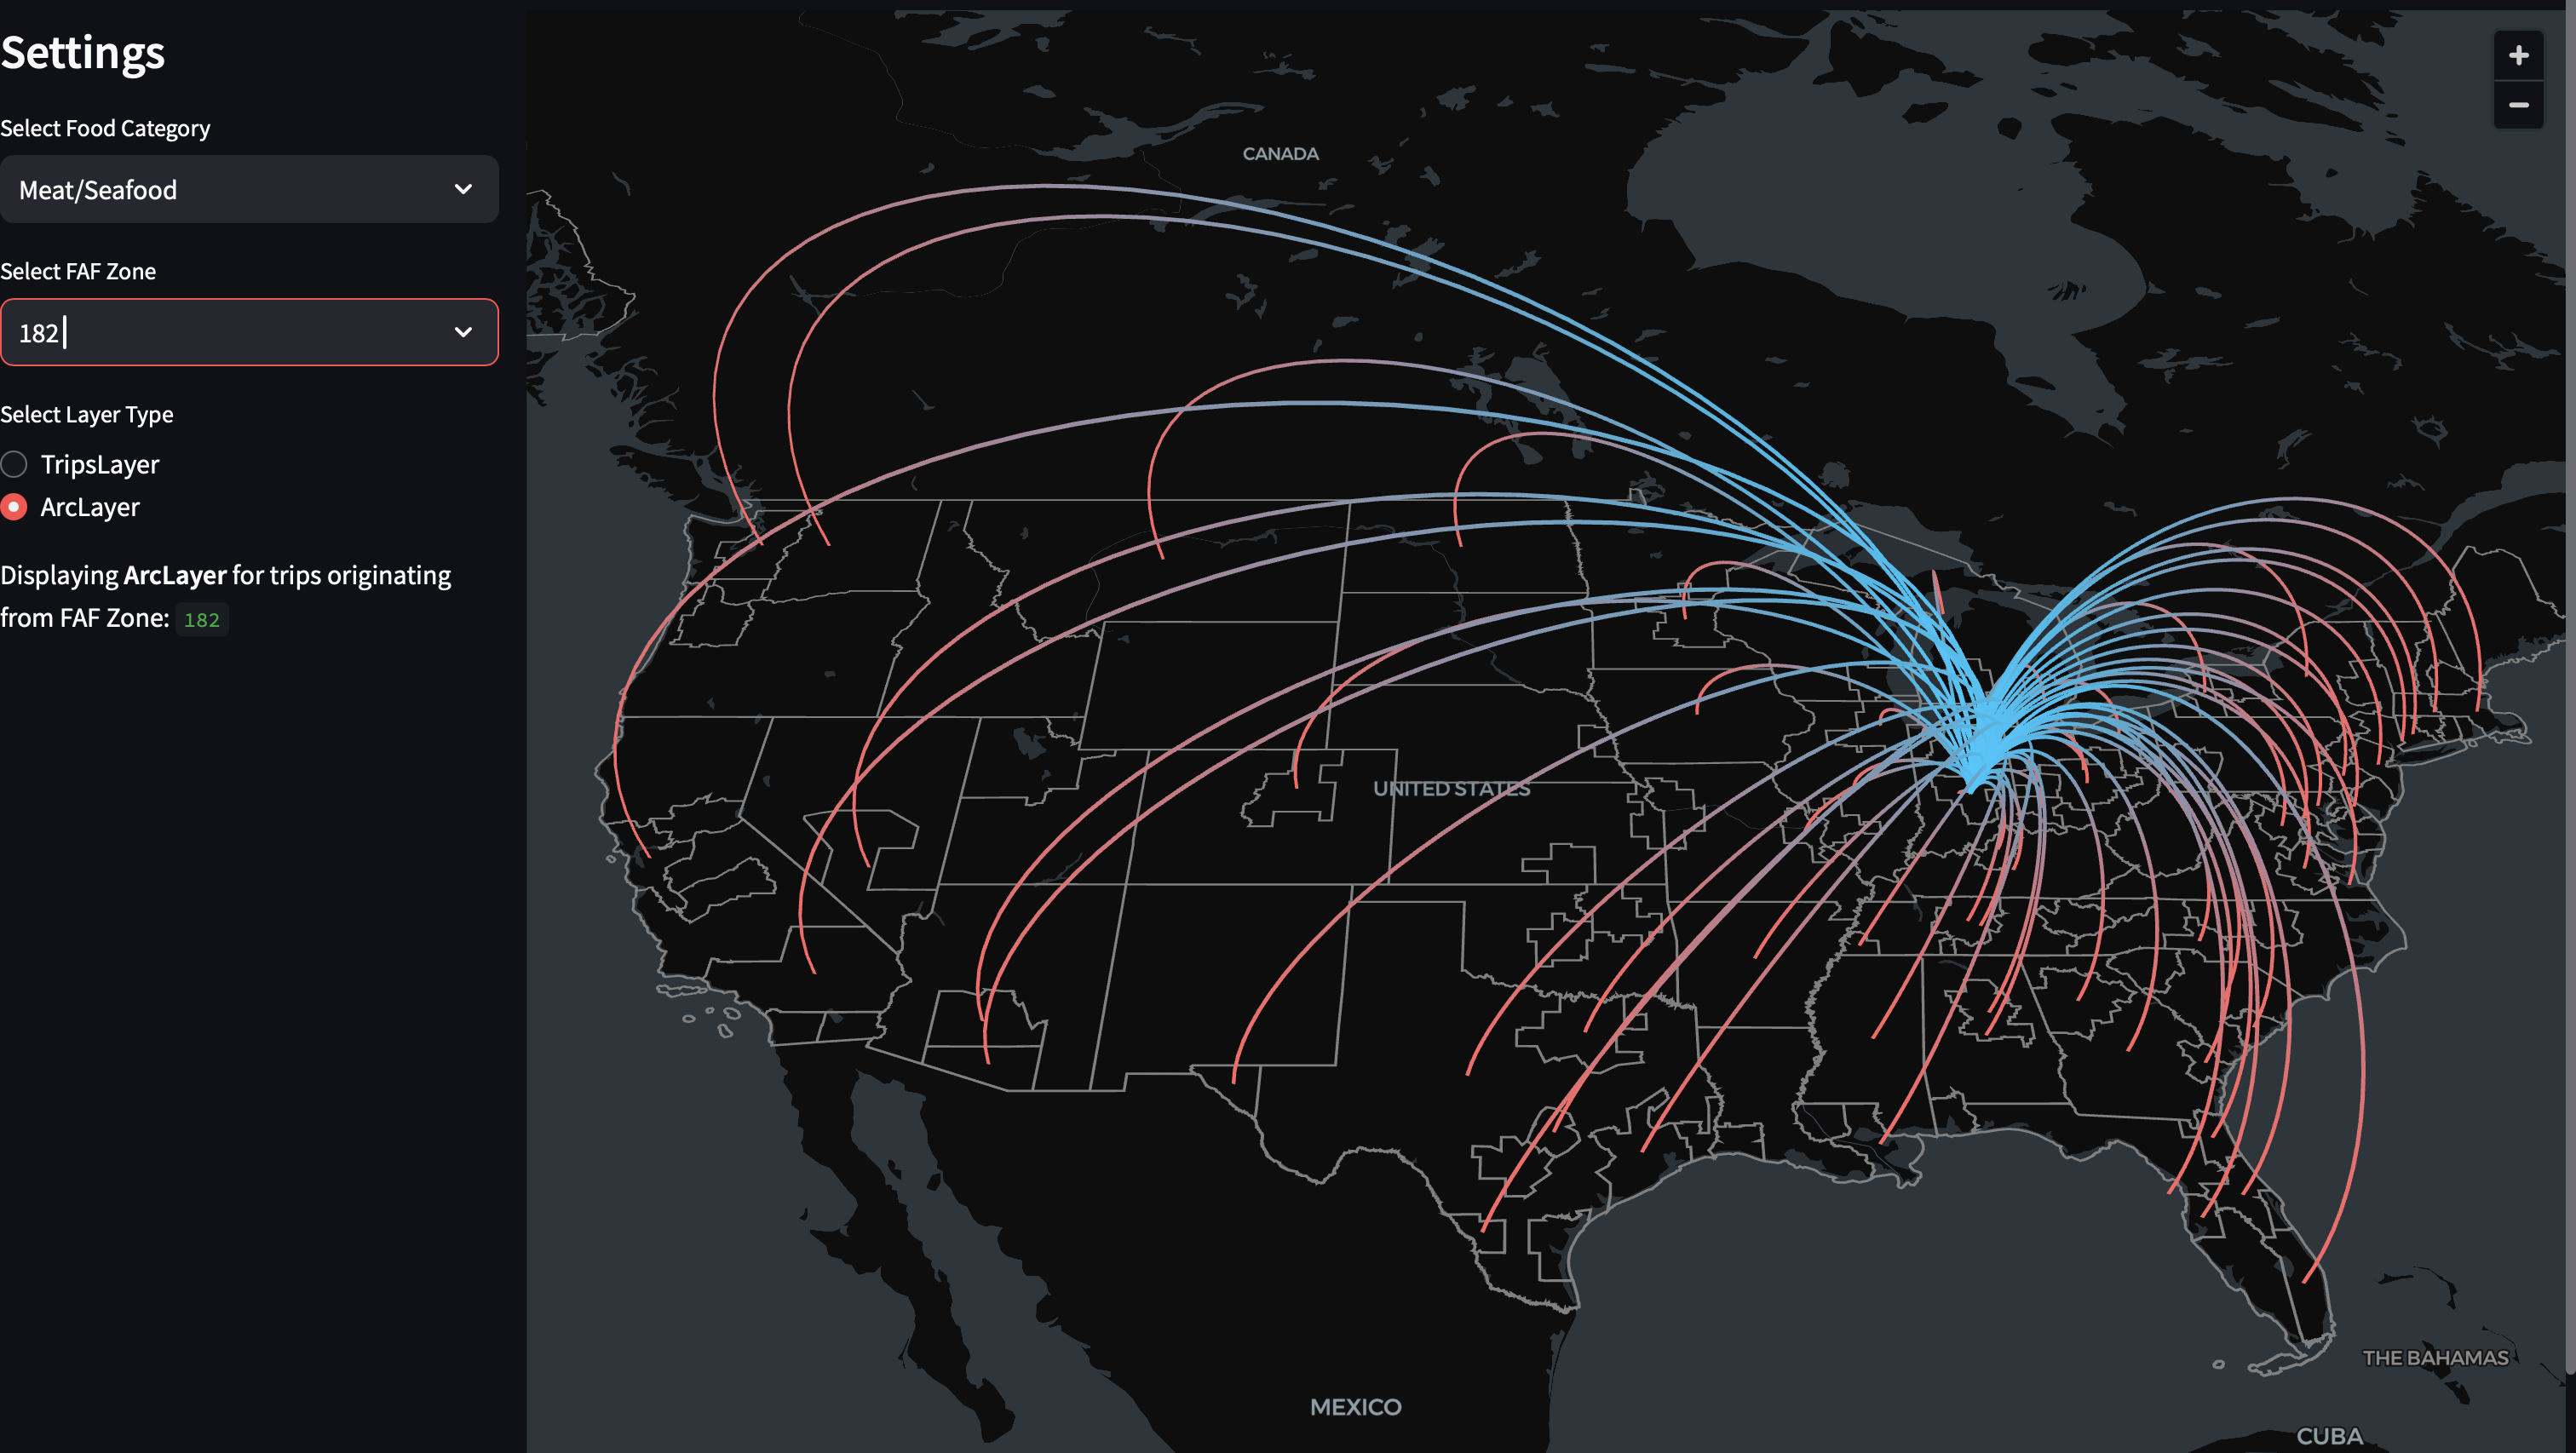 Settings
Select Food Category
Meat/Seafood
Select FAF Zone
182
Select Layer Type
TripsLayer
ArcLayer
Displaying ArcLayer for trips originating
from FAF Zone: 182
CANADA
UNITED STATES
THE BAHAMAS
MEXICO
CUBA